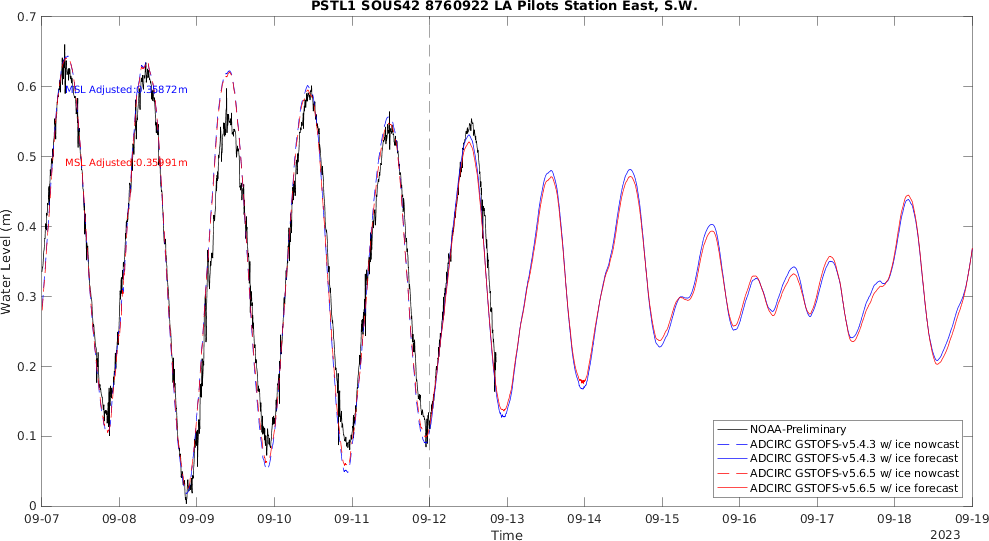 PSTL1 SOUS42 8760922 LA Pilots Station East, S.W.
0.7
0.6
0.5
0.4
0.3
0.2
0.1
0
Water Level (m)
MSL Adjusted:0.35872m
MSL Adjusted:0.35991m
NOAA-Preliminary
ADCIRC GSTOFS-v5.4.3 w/ ice nowcast
ADCIRC GSTOFS-v5.4.3 w/ ice forecast
ADCIRC GSTOFS-v5.6.5 w/ ice nowcast
ADCIRC GSTOFS-v5.6.5 w/ ice forecast
09-07 09-08 09-09 09-10 09-11 09-12 09-13 09-14 09-15 09-16 09-17 09-18 09-19
Time
2023